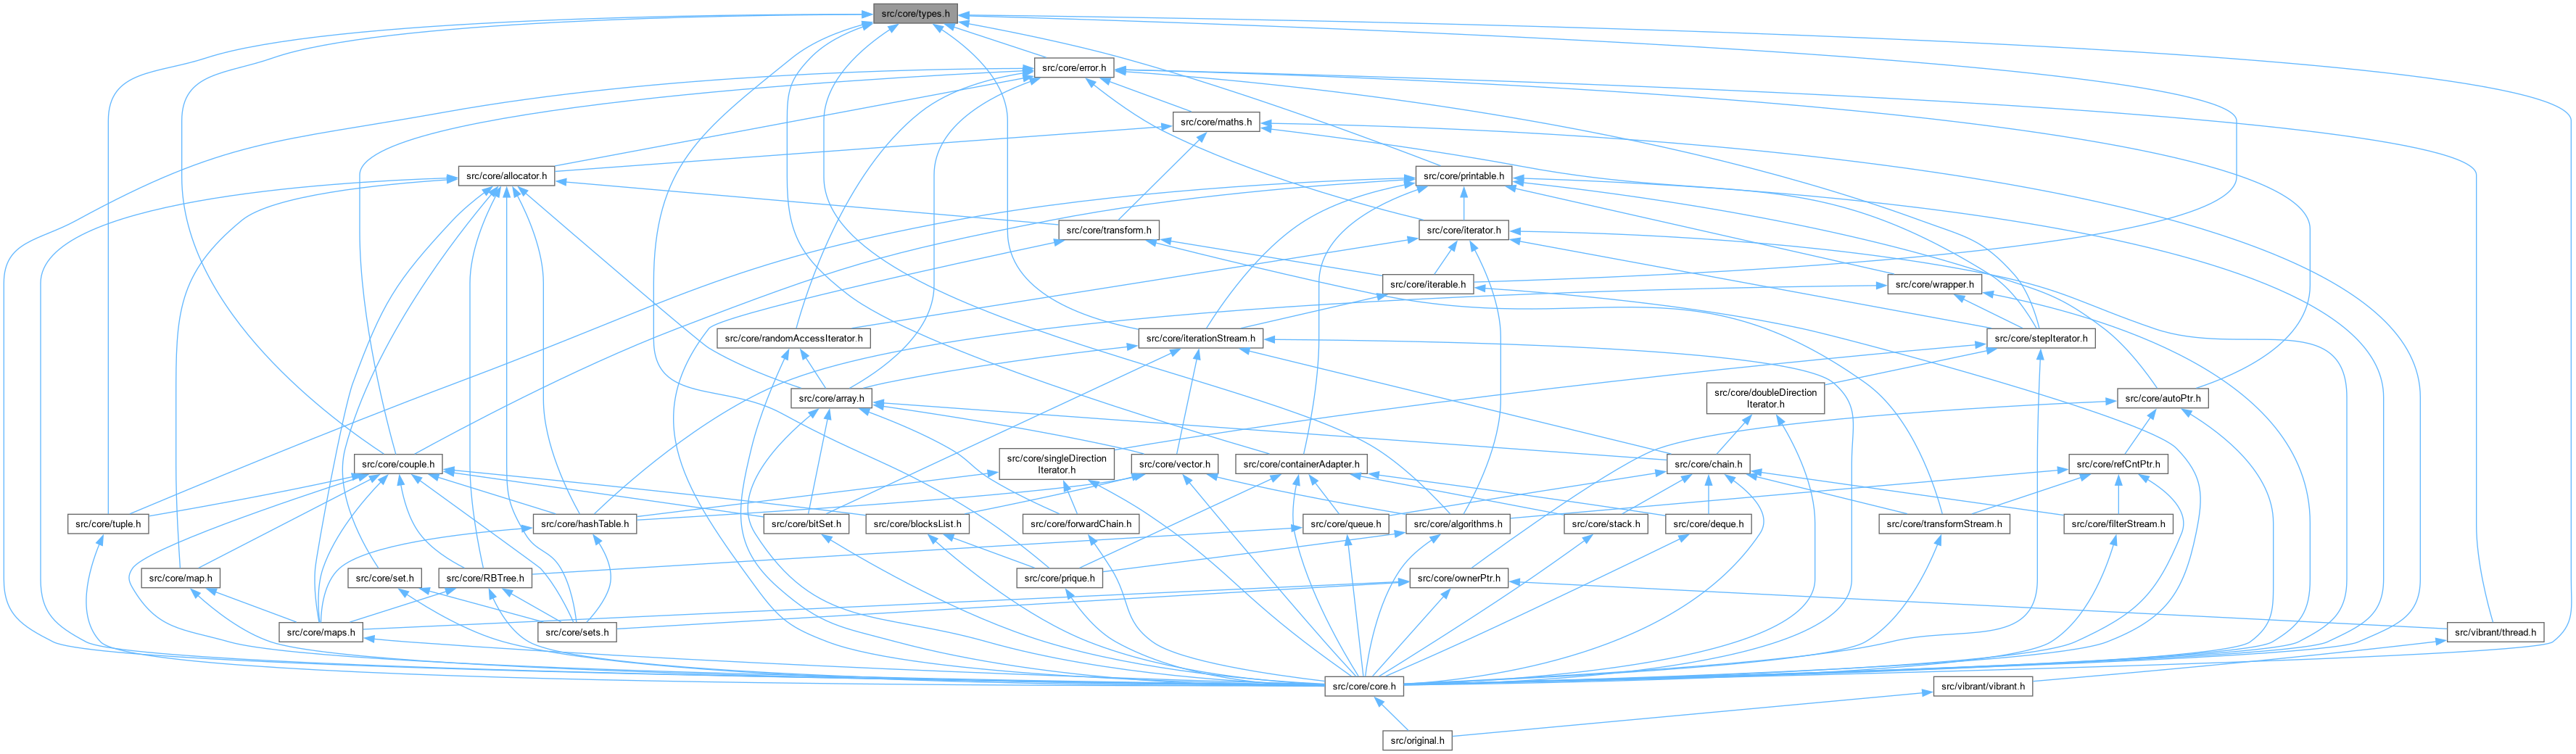 src/core/types.h
src/core/error.h
src/core/maths.h
src/core/allocator.h
src/core/printable.h
src/core/transform.h
src/core/iterator.h
src/core/iterable.h
src/core/wrapper.h
src/core/randomAccessIterator.h
src/core/iterationStream.h
src/core/stepIterator.h
src/core/array.h
src/core/doubleDirection
Iterator.h
src/core/autoPtr.h
src/core/couple.h
src/core/singleDirection
Iterator.h
src/core/vector.h
src/core/containerAdapter.h
src/core/chain.h
src/core/refCntPtr.h
src/core/tuple.h
src/core/hashTable.h
src/core/bitSet.h
src/core/blocksList.h
src/core/forwardChain.h
src/core/queue.h
src/core/algorithms.h
src/core/stack.h
src/core/deque.h
src/core/transformStream.h
src/core/filterStream.h
src/core/map.h
src/core/set.h
src/core/RBTree.h
src/core/prique.h
src/core/ownerPtr.h
src/core/maps.h
src/core/sets.h
src/vibrant/thread.h
src/core/core.h
src/vibrant/vibrant.h
src/original.h